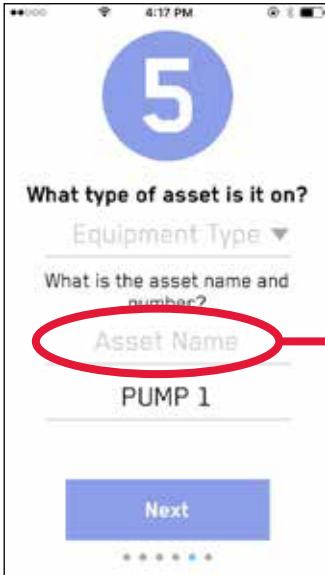 4:17 PM
5
What type of asset is it on?
Equipment Type
What is the asset name and
number?
Asset Name
PUMP 1
Next